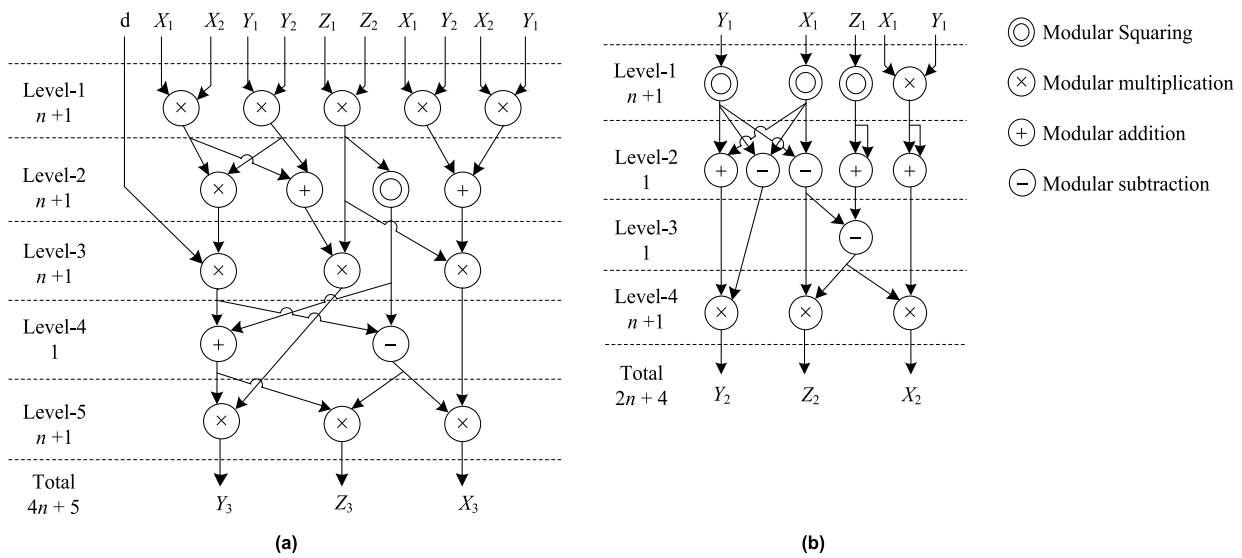 d X₁ X₂ Y₁ Y₂ Z₁ Z₂ X₁ Y₂ X₂ Y₁
Level-1
n +1
× × × × ×
Level-2
n +1
× + +
Level-3
n +1
× × ×
Level-4
1
+ −
Level-5
n +1
× × ×
Total
4n + 5
Y₃ Z₃ X₃
(a)
Y₁ X₁ Z₁ X₁ Y₁
Level-1
n +1
×
Level-2
1
+ − − + +
Level-3
1
−
Level-4
n +1
× × ×
Total
2n + 4
Y₂ Z₂ X₂
(b)
Modular Squaring
× Modular multiplication
+ Modular addition
− Modular subtraction